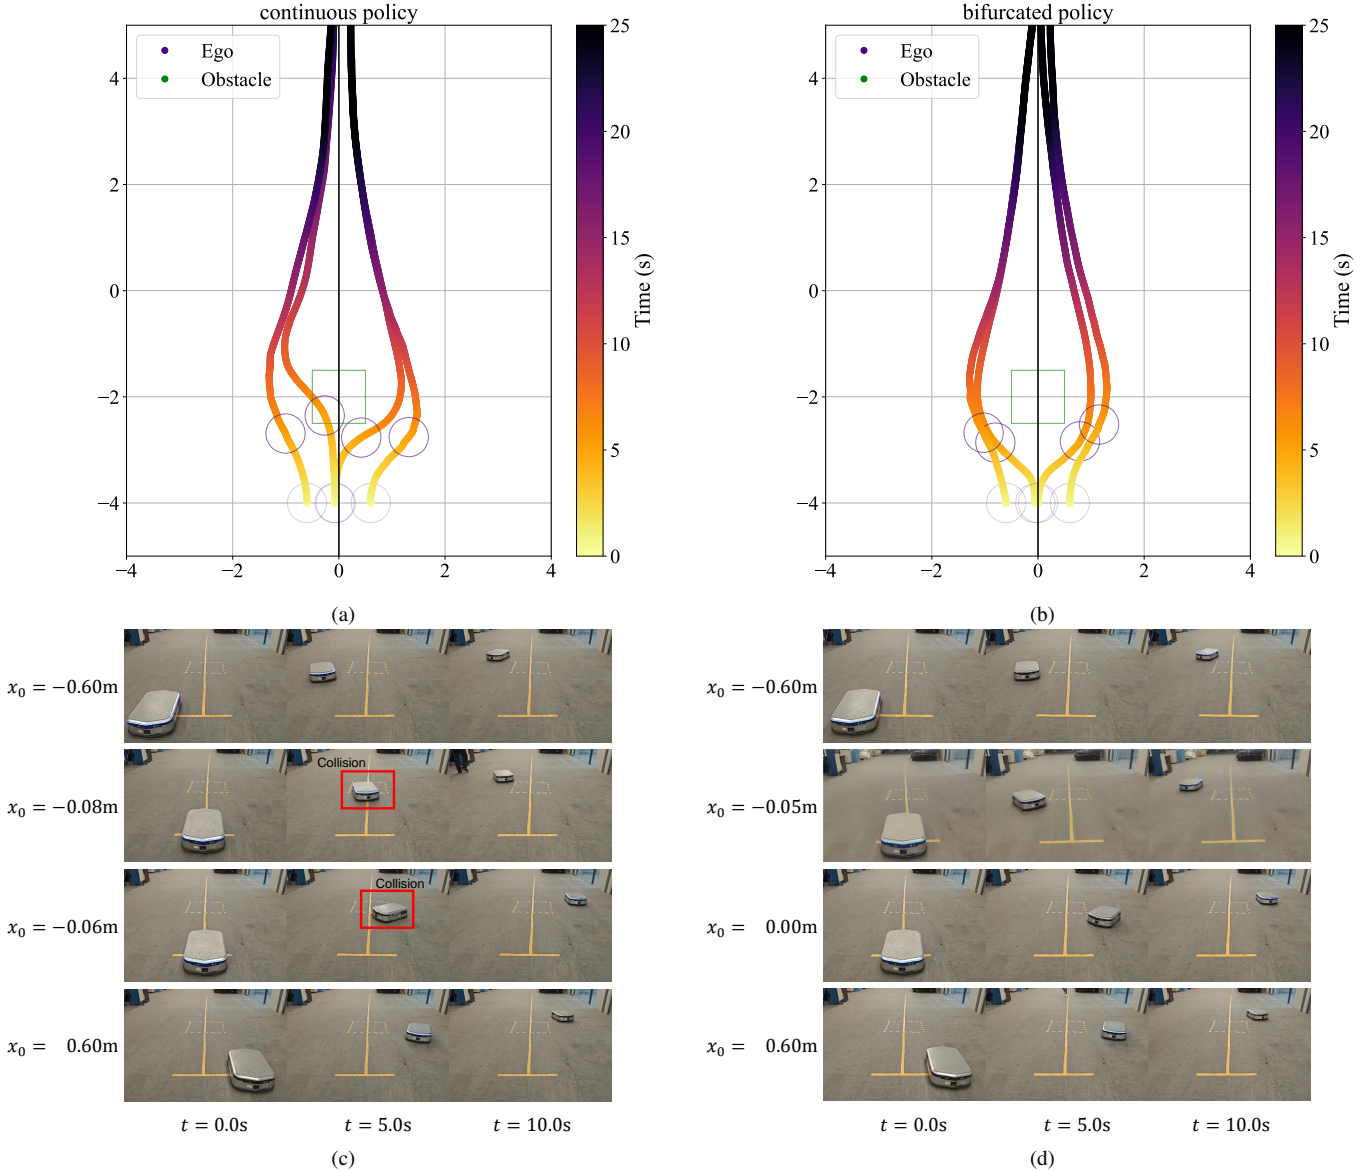 continuous policy
Ego
Obstacle
4
2
0
−2
−4
−4
−2
0
2
4
25
20
15
10
5
0
Time (s)
(a)
bifurcated policy
Ego
Obstacle
4
2
0
−2
−4
−4
−2
0
2
4
25
20
15
10
5
0
Time (s)
(b)
x₀ = −0.60m
x₀ = −0.08m
Collision
x₀ = −0.06m
Collision
x₀ = 0.60m
t = 0.0s
t = 5.0s
t = 10.0s
(c)
x₀ = −0.60m
x₀ = −0.05m
x₀ = 0.00m
x₀ = 0.60m
t = 0.0s
t = 5.0s
t = 10.0s
(d)